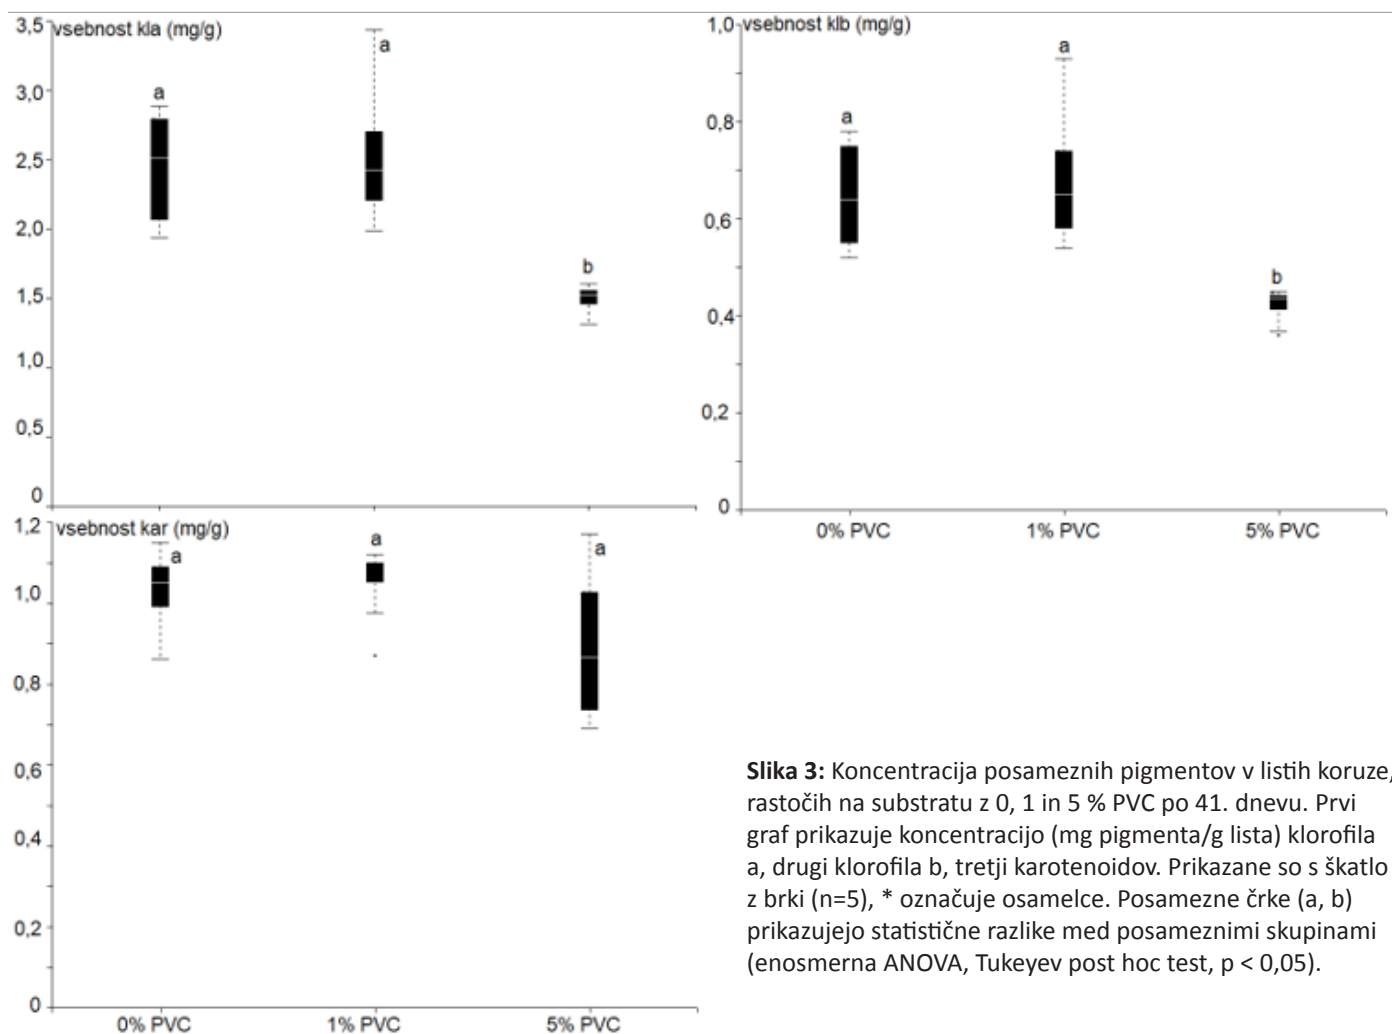 vsebnost kla (mg/g)
3,5
3,0
2,5
2,0
1,5
1,0
0,5
0
a
a
b
vsebnost klb (mg/g)
1,0
0,8
0,6
0,4
0,2
0
a
a
b
0% PVC
1% PVC
5% PVC
vsebnost kar (mg/g)
1,2
1,0
0,8
0,6
0,4
0,2
0
a
a
a
0% PVC
1% PVC
5% PVC
Slika 3: Koncentracija posameznih pigmentov v listih koruze,
rastočih na substratu z 0, 1 in 5 % PVC po 41. dnevu. Prvi
graf prikazuje koncentracijo (mg pigmenta/g lista) klorofila
a, drugi klorofila b, tretji karotenoidov. Prikazane so s škatlo
z brki (n=5), * označuje osamelce. Posamezne črke (a, b)
prikazujejo statistične razlike med posameznimi skupinami
(enosmerna ANOVA, Tukeyev post hoc test, p < 0,05).